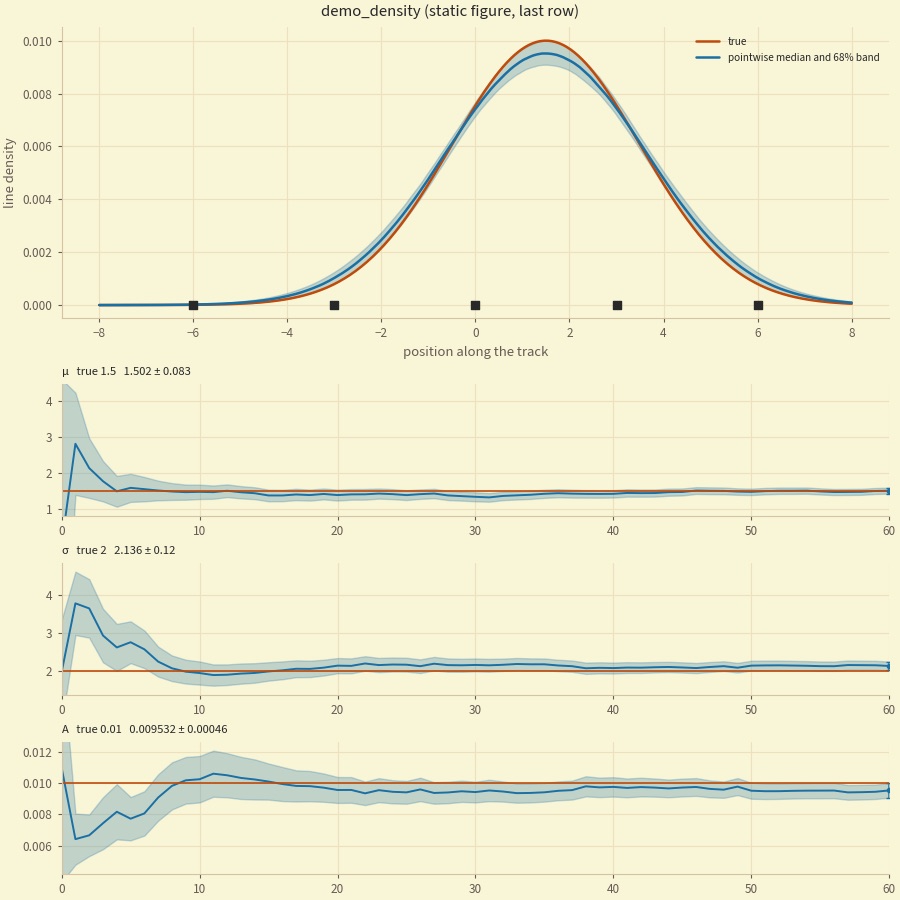 demo_density (static figure, last row)
0.010
0.008
0.006
0.004
0.002
0.000
line density
true
pointwise median and 68% band
−8 −6 −4 −2 0 2 4 6 8
position along the track
μ true 1.5 1.502 ± 0.083
4
3
2
1
0 10 20 30 40 50 60
σ true 2 2.136 ± 0.12
4
3
2
0 10 20 30 40 50 60
A true 0.01 0.009532 ± 0.00046
0.012
0.010
0.008
0.006
0 10 20 30 40 50 60